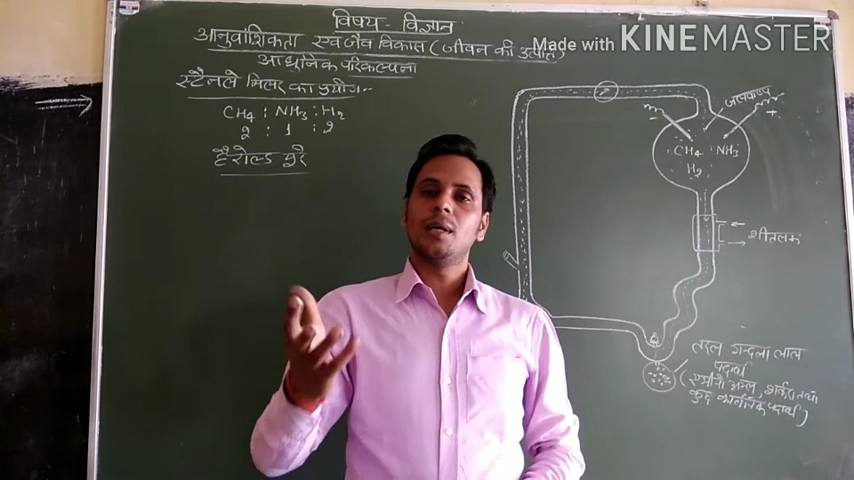 विषय - विज्ञान
आनुवांशिकता एवं जैव विकास (जीवन की उत्पत्ति)
आधुनिक परिकल्पना
स्टैनले मिलर का प्रयोग -
CH4 : NH3 : H2
2 : 1 : 2
हैरोल्ड यूरे
Made with KINEMASTER
जलवाष्प
- +
CH4 NH3
H2
शीतलक
तरल गन्दला लाल
पदार्थ
(एमीनो अम्ल, शर्करा तथा
कुछ कार्बनिक पदार्थ)